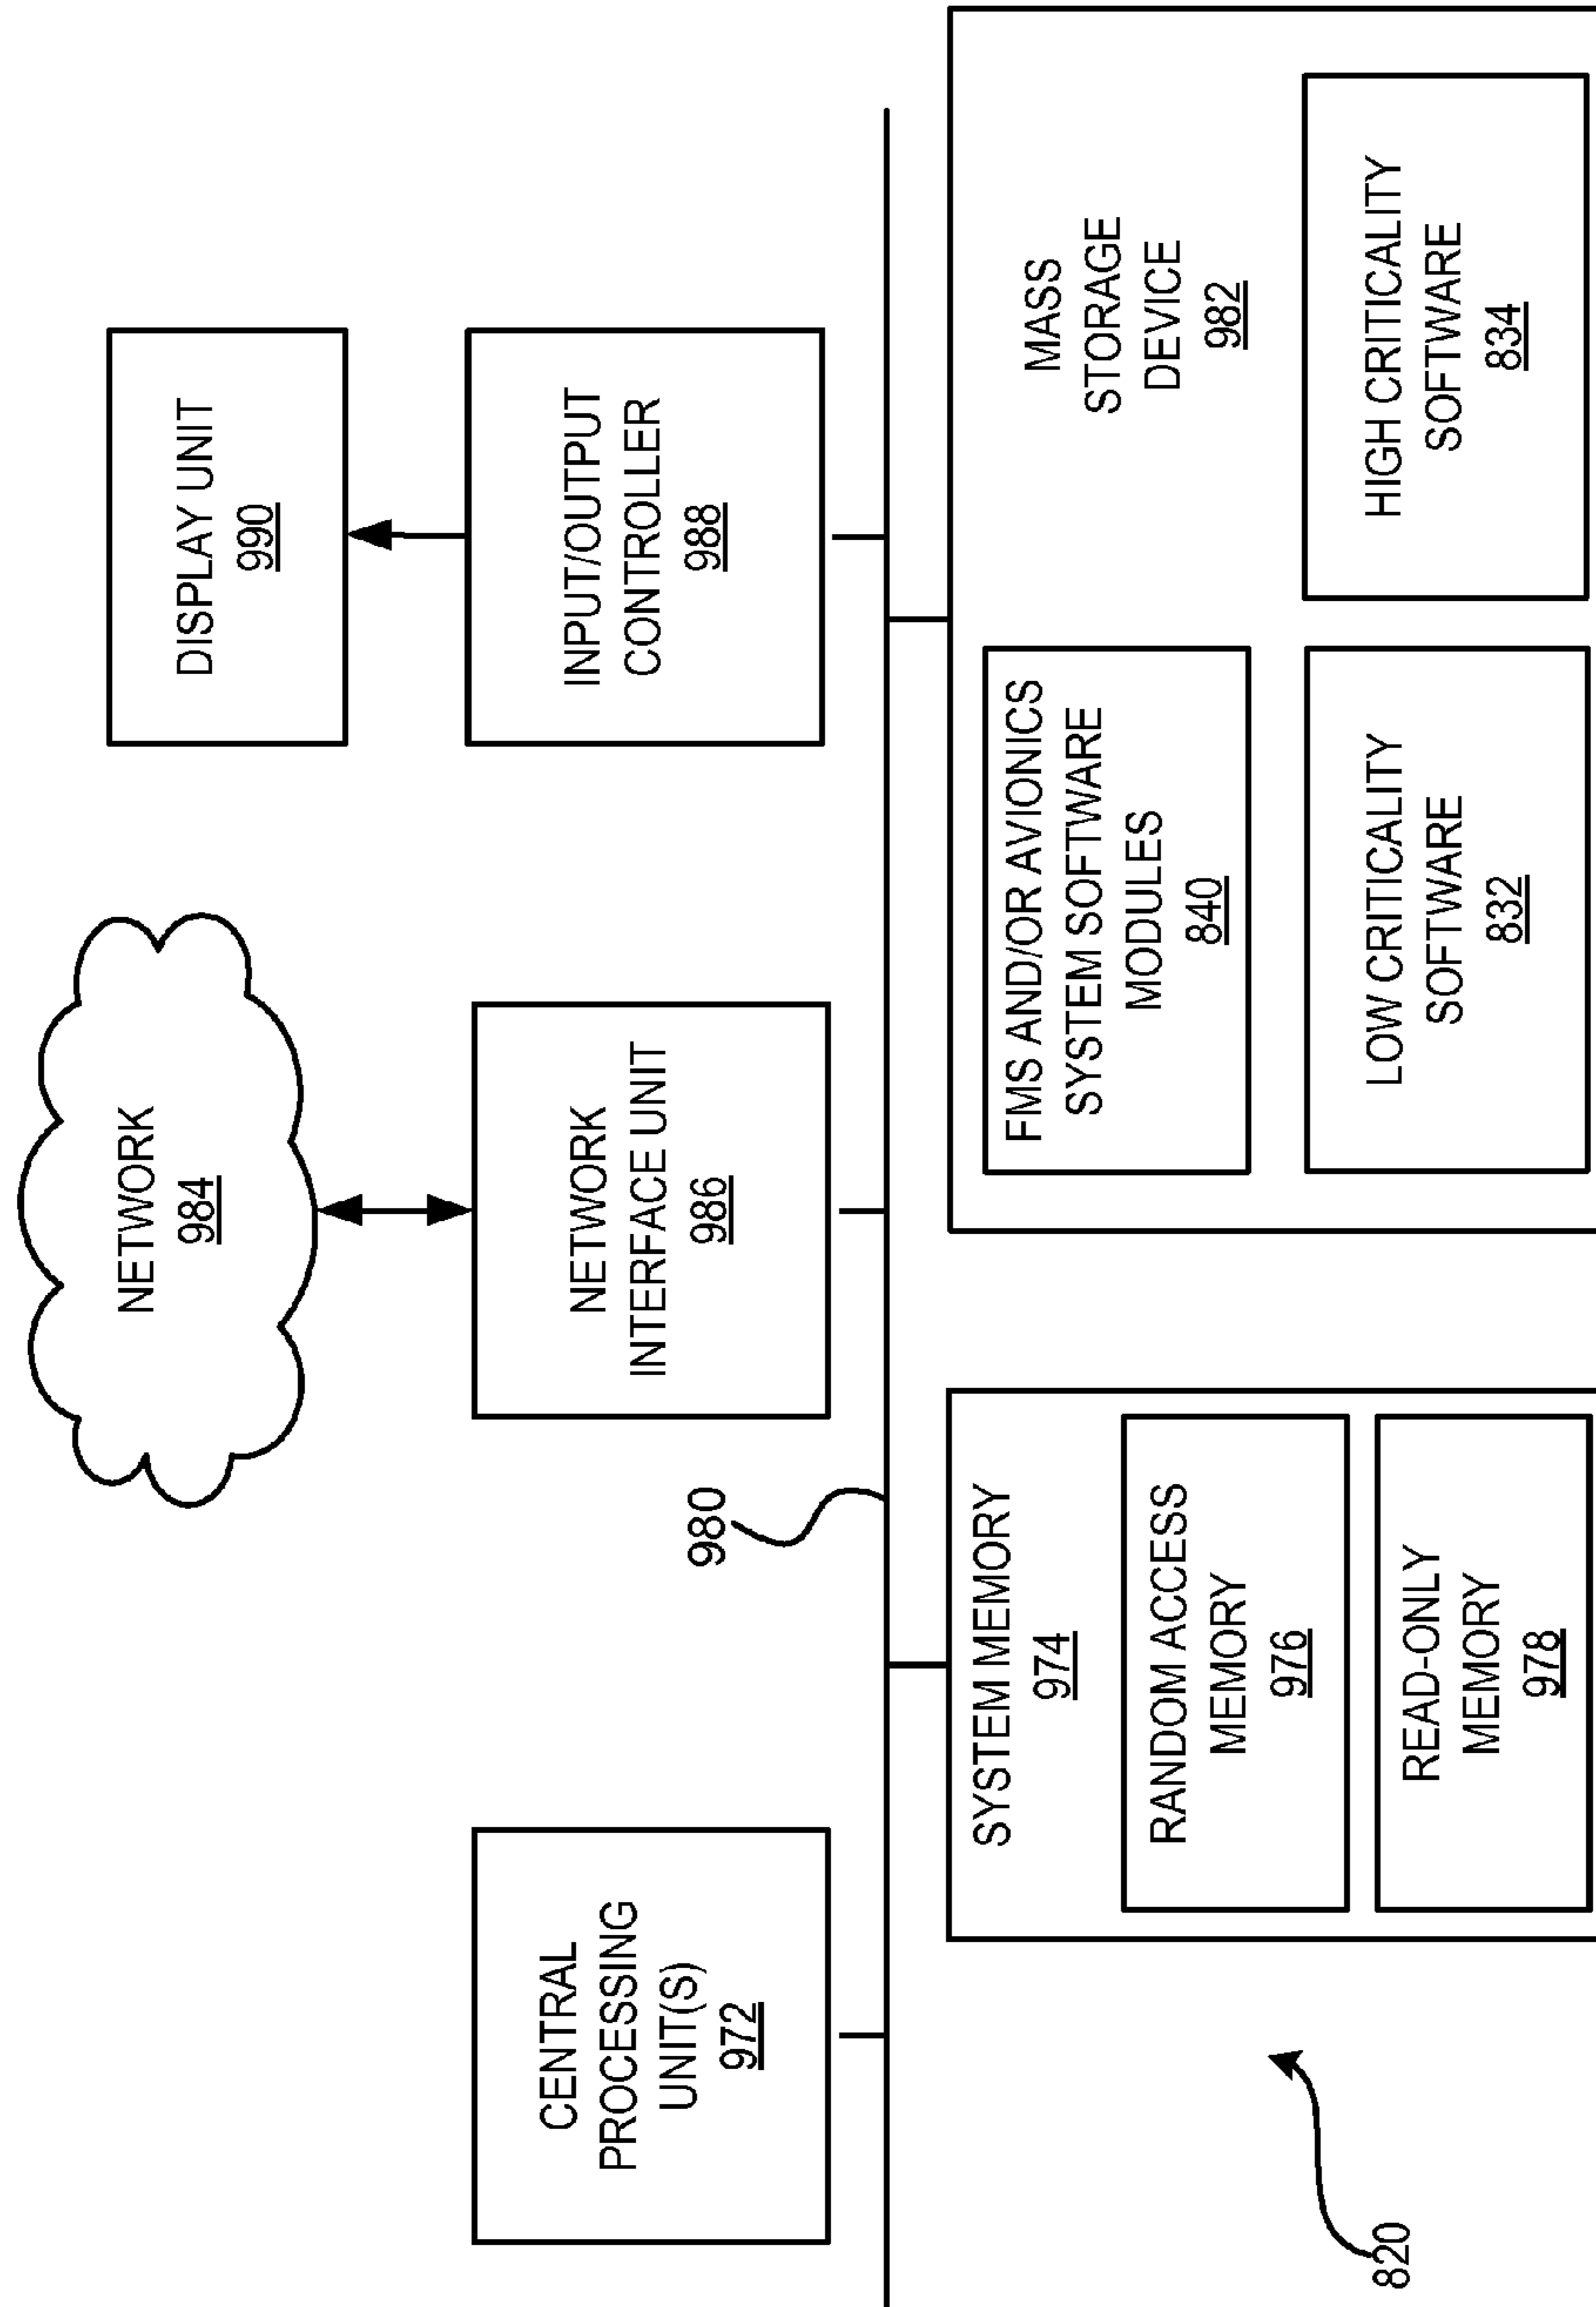 NETWORK
984
DISPLAY UNIT
990
CENTRAL
PROCESSING
UNIT(S)
972
NETWORK
INTERFACE UNIT
986
INPUT/OUTPUT
CONTROLLER
988
980
SYSTEM MEMORY
974
RANDOM ACCESS
MEMORY
976
READ-ONLY
MEMORY
978
MASS
STORAGE
DEVICE
982
FMS AND/OR AVIONICS
SYSTEM SOFTWARE
MODULES
840
LOW CRITICALITY
SOFTWARE
832
HIGH CRITICALITY
SOFTWARE
834
820